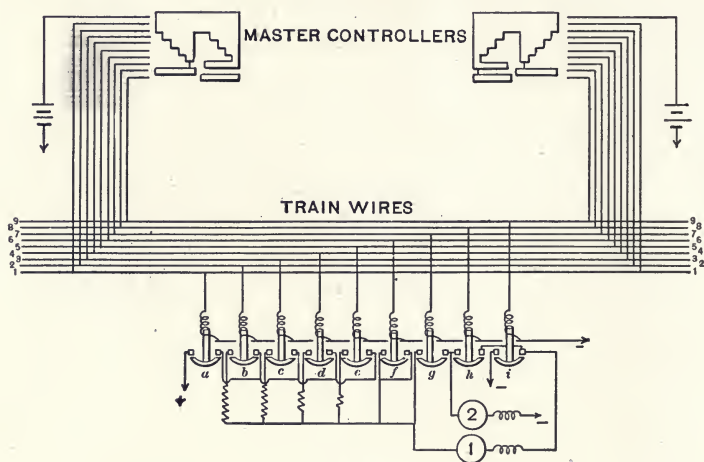 MASTER CONTROLLERS
TRAIN WIRES
9 9
8 8
7 7
6 6
5 5 4
4
3 3 2
2
1 1
a b c d e f g h i
+ − − −
2
1